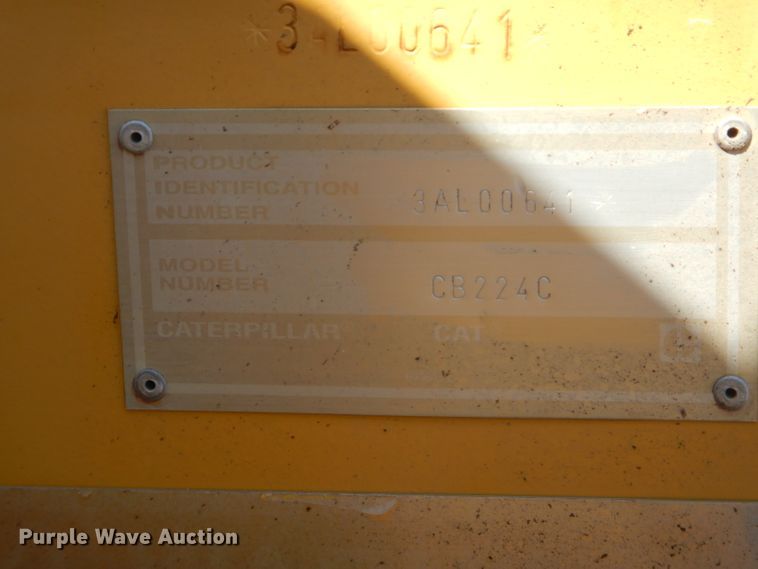 *3AL00641*
PRODUCT
IDENTIFICATION
NUMBER 3AL00641*
MODEL
NUMBER CB224C
CATERPILLAR CAT
Purple Wave Auction®